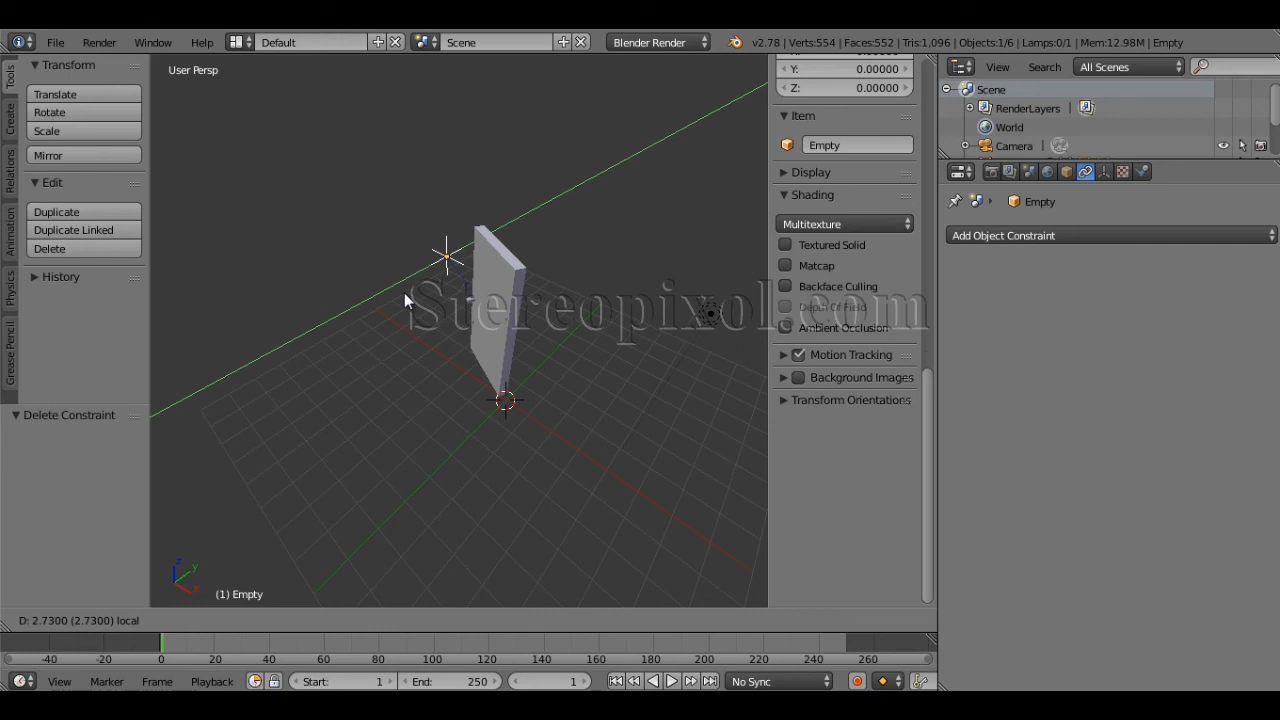 File Render Window Help Default Scene Blender Render v2.78 | Verts:554 | Faces:552 | Tris:1,096 | Objects:1/6 | Lamps:0/1 | Mem:12.98M | Empty
Tools
Create
Relations
Animation
Physics
Grease Pencil
Transform
Translate
Rotate
Scale
Mirror
Edit
Duplicate
Duplicate Linked
Delete
History
Delete Constraint
User Persp
Stereopixol.com
z
y
x
(1) Empty
D: 2.7300 (2.7300) local
Y: 0.00000
Z: 0.00000
Item
Empty
Display
Shading
Multitexture
Textured Solid
Matcap
Backface Culling
Depth Of Field
Ambient Occlusion
Motion Tracking
Background Images
Transform Orientations
View Search All Scenes
Scene
RenderLayers
World
Camera
Empty
Add Object Constraint
-40 -20 0 20 40 60 80 100 120 140 160 180 200 220 240 260
View Marker Frame Playback Start: 1 End: 250 1 No Sync